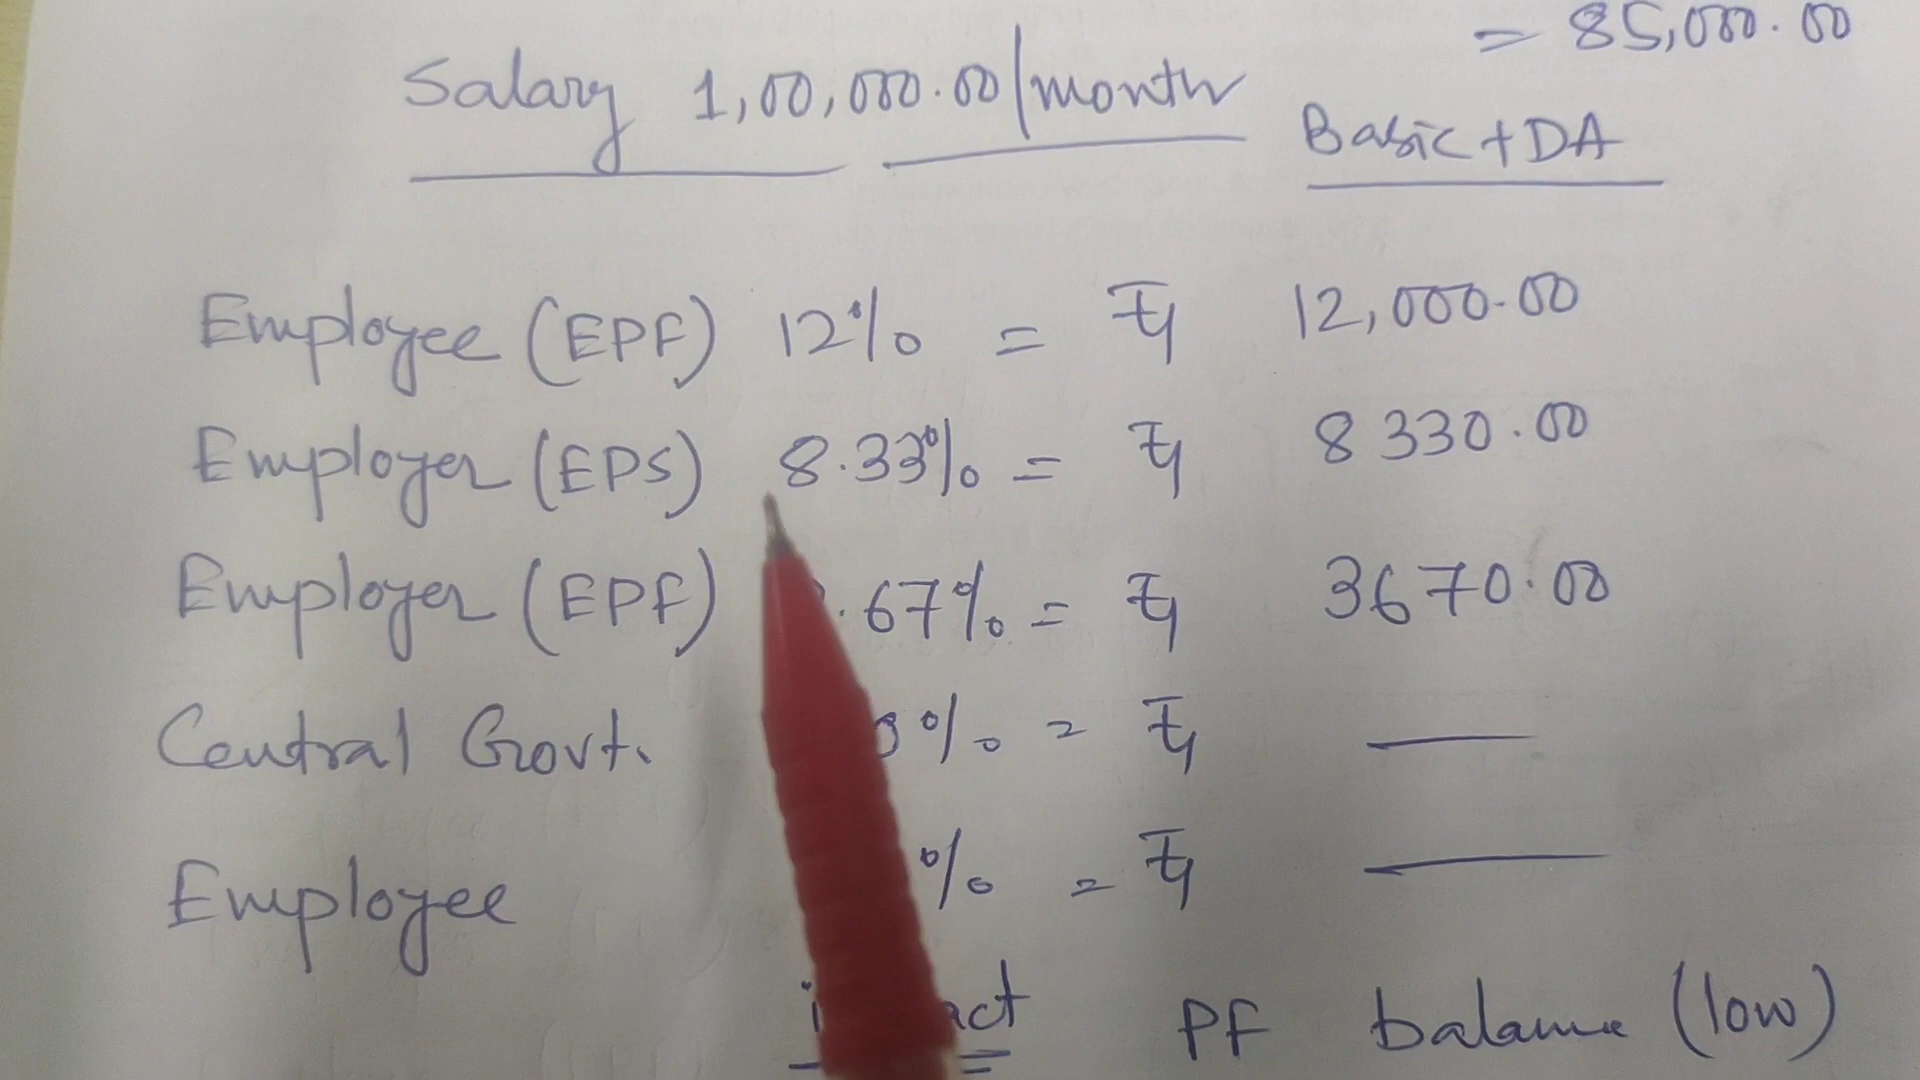 = 85,000.00
Salary 1,00,000.00/month
Basic + DA
Employee (EPF) 12% = ₹ 12,000.00
Employer (EPS) 8.33% = ₹ 8330.00
Employer (EPF) .67% = ₹ 3670.00
Central Govt. % = ₹ —
Employee % = ₹ —
PF balance (low)